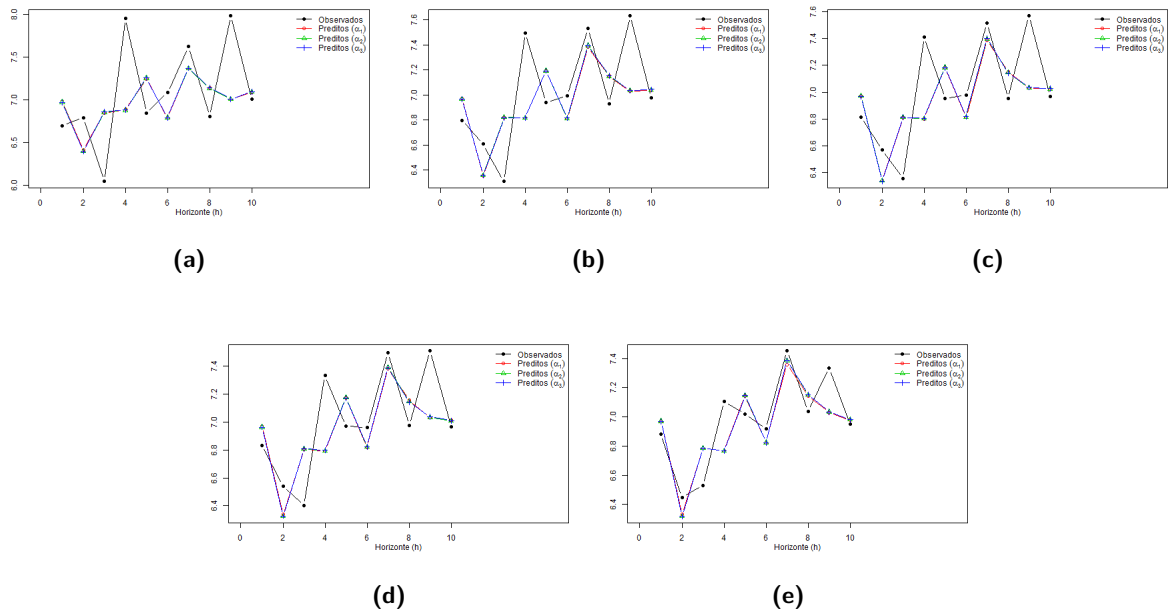 8.0
7.5
7.0
6.5
6.0
0 2 4 6 8 10
Horizonte (h)
Observados
Preditos (α₁)
Preditos (α₂)
Preditos (α₃)
(a)
7.6
7.4
7.2
7.0
6.8
6.6
6.4
0 2 4 6 8 10
Horizonte (h)
Observados
Preditos (α₁)
Preditos (α₂)
Preditos (α₃)
(b)
7.6
7.4
7.2
7.0
6.8
6.6
6.4
0 2 4 6 8 10
Horizonte (h)
Observados
Preditos (α₁)
Preditos (α₂)
Preditos (α₃)
(c)
7.4
7.2
7.0
6.8
6.6
6.4
0 2 4 6 8 10
Horizonte (h)
Observados
Preditos (α₁)
Preditos (α₂)
Preditos (α₃)
(d)
7.4
7.2
7.0
6.8
6.6
6.4
0 2 4 6 8 10
Horizonte (h)
Observados
Preditos (α₁)
Preditos (α₂)
Preditos (α₃)
(e)